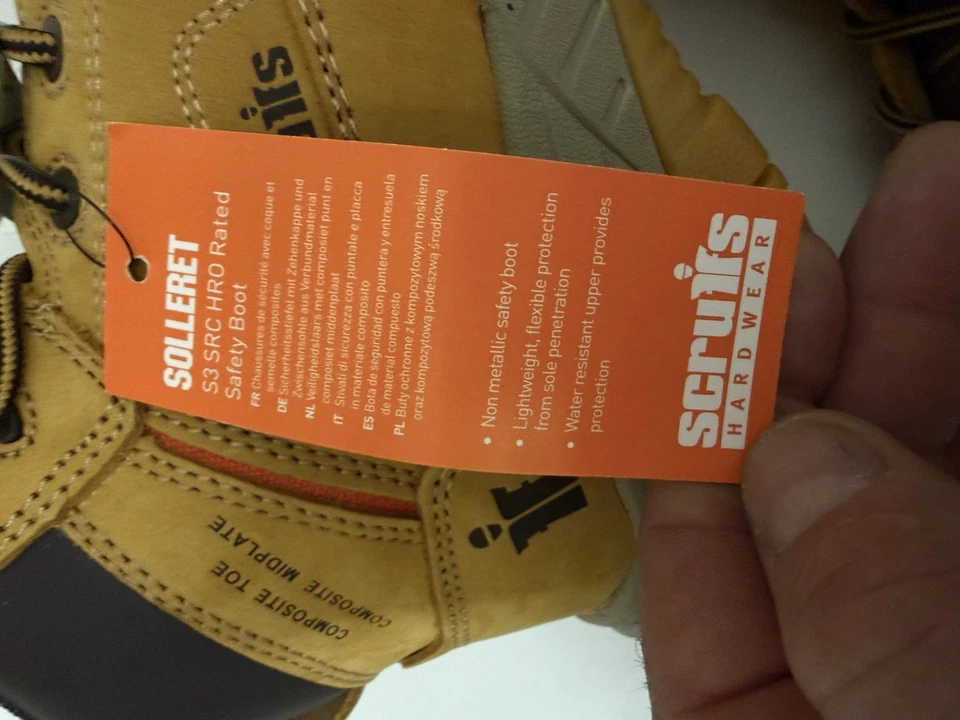 SOLLERET
S3 SRC HRO Rated
Safety Boot
FR Chaussures de sécurité avec coque et
semelle composites
DE Sicherheitsstiefel mit Zehenkappe und
Zwischensohle aus Verbundmaterial
NL Veiligheidslaars met composiet punt en
composiet middenplaat
IT Stivali di sicurezza con puntale e placca
in materiale composito
ES Bota de seguridad con puntera y entresuela
de material compuesto
PL Buty ochronne z kompozytowym noskiem
oraz kompozytową podeszwą środkową
• Non metallic safety boot
• Lightweight, flexible protection
from sole penetration
• Water resistant upper provides
protection
scruffs
HARDWEAR
COMPOSITE TOE
COMPOSITE MIDPLATE